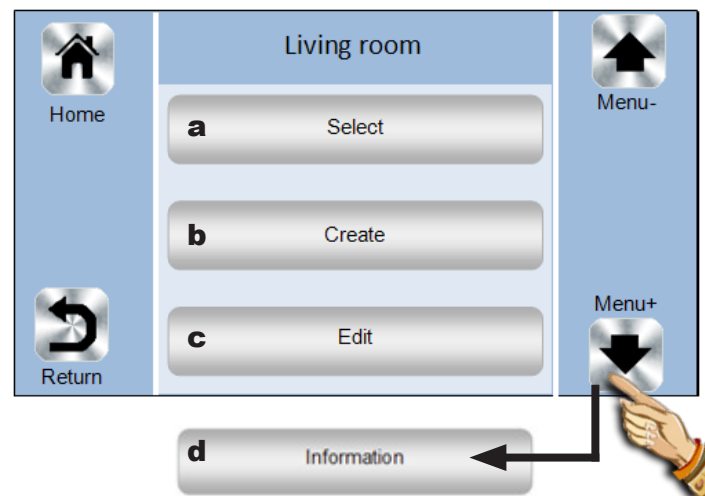 Living room
Home
Menu-
a Select
b Create
c Edit
Menu+
Return
d Information